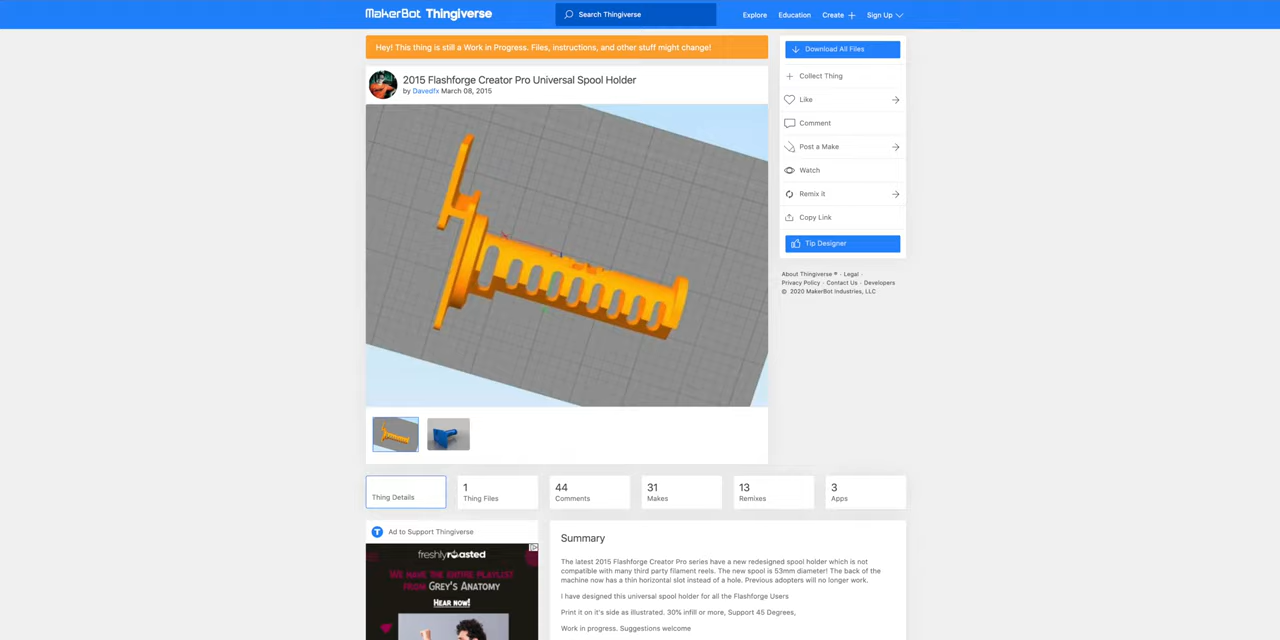 MakerBot Thingiverse
Search Thingiverse
Explore
Education
Create
Sign Up
Hey! This thing is still a Work in Progress. Files, instructions, and other stuff might change!
2015 Flashforge Creator Pro Universal Spool Holder
by Davedfx March 08, 2015
Download All Files
Collect Thing
Like
Comment
Post a Make
Watch
Remix it
Copy Link
Tip Designer
About Thingiverse ® · Legal ·
Privacy Policy · Contact Us · Developers
© 2020 MakerBot Industries, LLC
Thing Details
1
Thing Files
44
Comments
31
Makes
13
Remixes
3
Apps
Ad to Support Thingiverse
freshly roasted
WE HAVE THE ENTIRE PLAYLIST
FROM GREY'S ANATOMY
HEAR NOW!
Summary
The latest 2015 Flashforge Creator Pro series have a new redesigned spool holder which is not
compatible with many third party filament reels. The new spool is 53mm diameter! The back of the
machine now has a thin horizontal slot instead of a hole. Previous adopters will no longer work.
I have designed this universal spool holder for all the Flashforge Users
Print it on it's side as illustrated. 30% infill or more, Support 45 Degrees,
Work in progress. Suggestions welcome